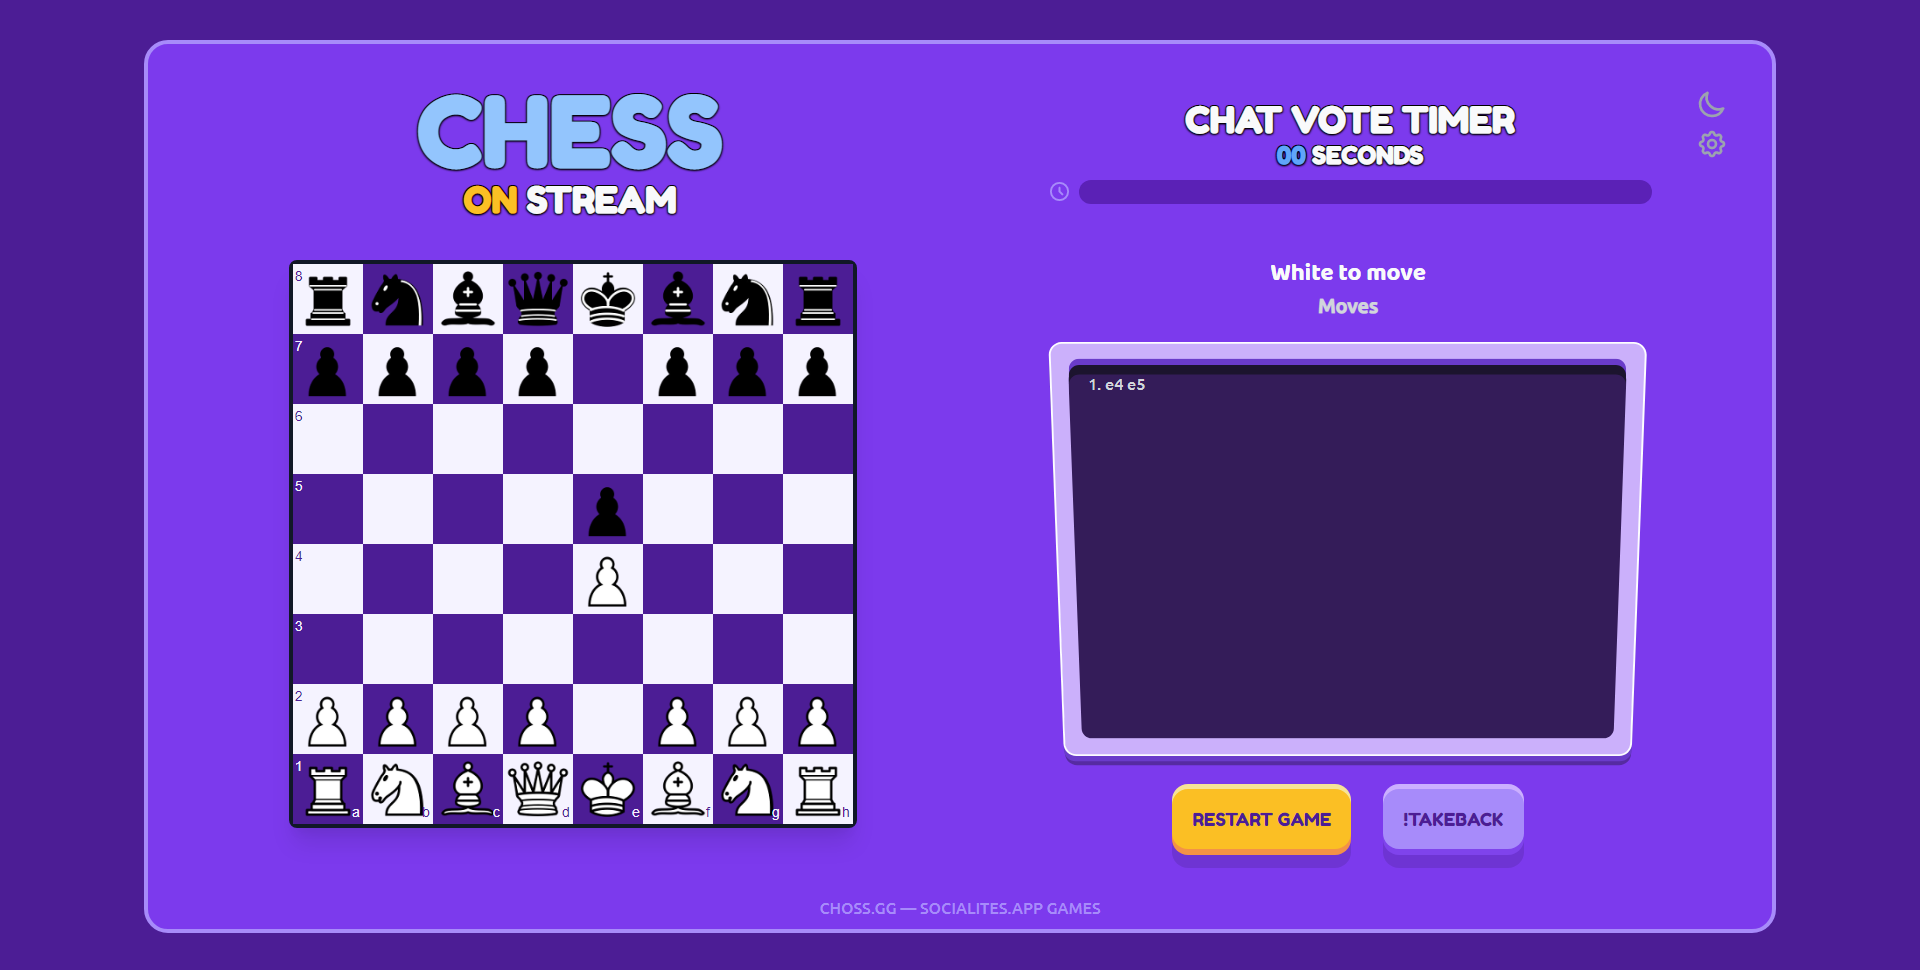 CHESS
ON STREAM
8
7
6
5
4
3
2
1
a b c d e f g h
CHAT VOTE TIMER
00 SECONDS
White to move
Moves
1. e4 e5
RESTART GAME
!TAKEBACK
CHOSS.GG — SOCIALITES.APP GAMES